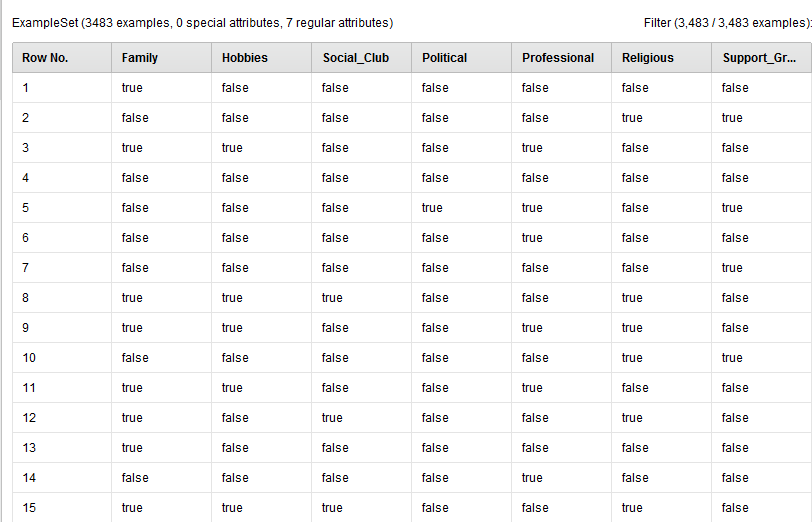 ExampleSet (3483 examples, 0 special attributes, 7 regular attributes) Filter (3,483 / 3,483 examples):
Row No. Family Hobbies Social_Club Political Professional Religious Support_Gr...
1 true false false false false false false
2 false false false false false true true
3 true true false false true false false
4 false false false false false false false
5 false false false true true false true
6 false false false false true false false
7 false false false false false false true
8 true true true false false true false
9 true true false false true true false
10 false false false false false true true
11 true true false false true false false
12 true false true false false true false
13 true false false false false false false
14 false false false false true false false
15 true true true false false true false